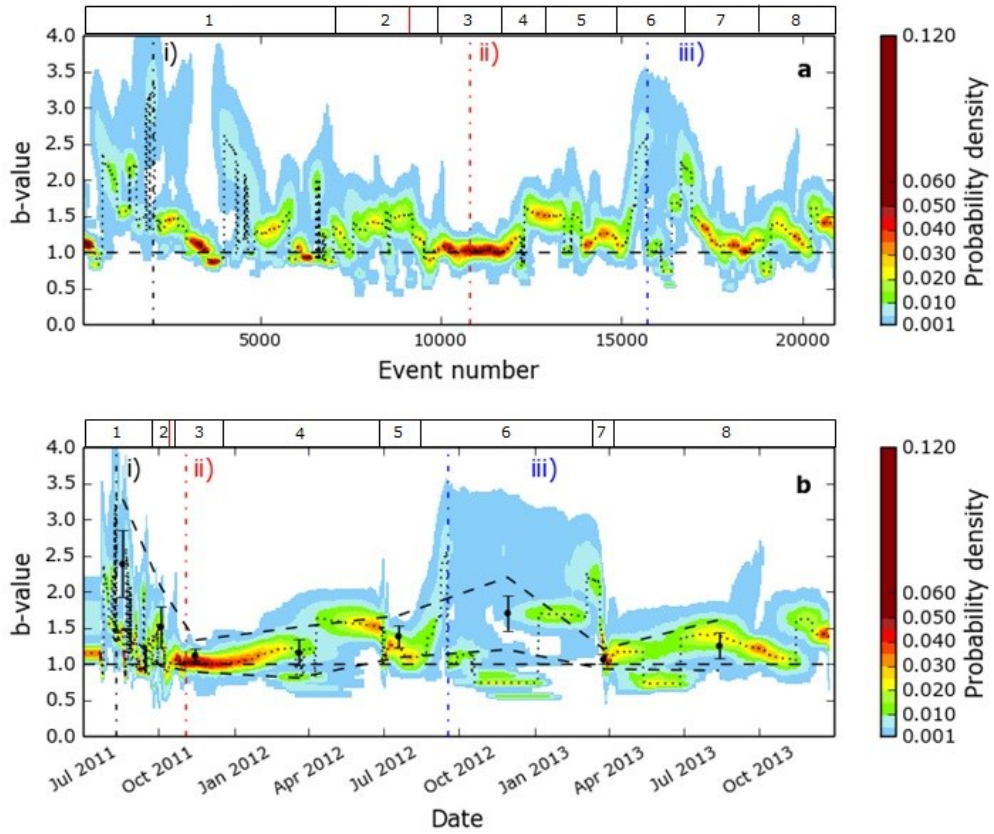 1 2 3 4 5 6 7 8
4.0
3.5
3.0
2.5
2.0
1.5
1.0
0.5
0.0
b-value
i) ii) iii) a
5000 10000 15000 20000
Event number
0.120
0.060
0.050
0.040
0.030
0.020
0.010
0.001
Probability density
1 2 3 4 5 6 7 8
4.0
3.5
3.0
2.5
2.0
1.5
1.0
0.5
0.0
b-value
i) ii) iii) b
Jul 2011 Oct 2011 Jan 2012 Apr 2012 Jul 2012 Oct 2012 Jan 2013 Apr 2013 Jul 2013 Oct 2013
Date
0.120
0.060
0.050
0.040
0.030
0.020
0.010
0.001
Probability density